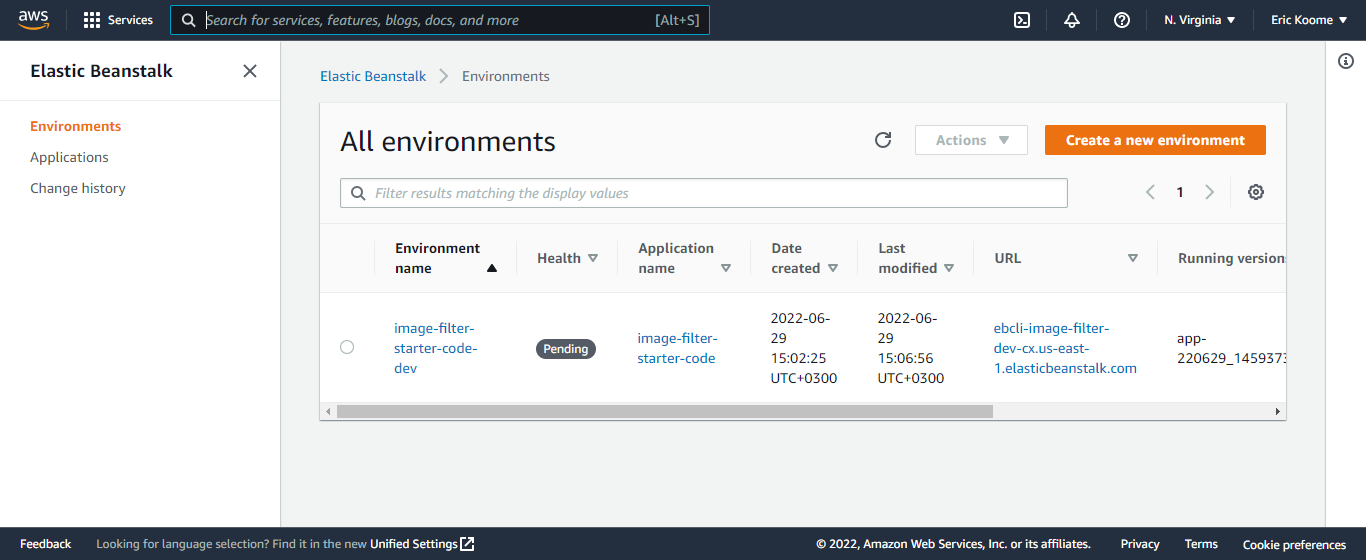 aws
Services
Search for services, features, blogs, docs, and more
[Alt+S]
N. Virginia
Eric Koome
Elastic Beanstalk
Environments
Applications
Change history
Elastic Beanstalk
Environments
All environments
Actions
Create a new environment
Filter results matching the display values
1
Environment
name
Health
Application
name
Date
created
Last
modified
URL
Running versions
image-filter-
starter-code-
dev
Pending
image-filter-
starter-code
2022-06-
29
15:02:25
UTC+0300
2022-06-
29
15:06:56
UTC+0300
ebcli-image-filter-
dev-cx.us-east-
1.elasticbeanstalk.com
app-
220629_1459373
Feedback
Looking for language selection? Find it in the new Unified Settings
© 2022, Amazon Web Services, Inc. or its affiliates.
Privacy
Terms
Cookie preferences